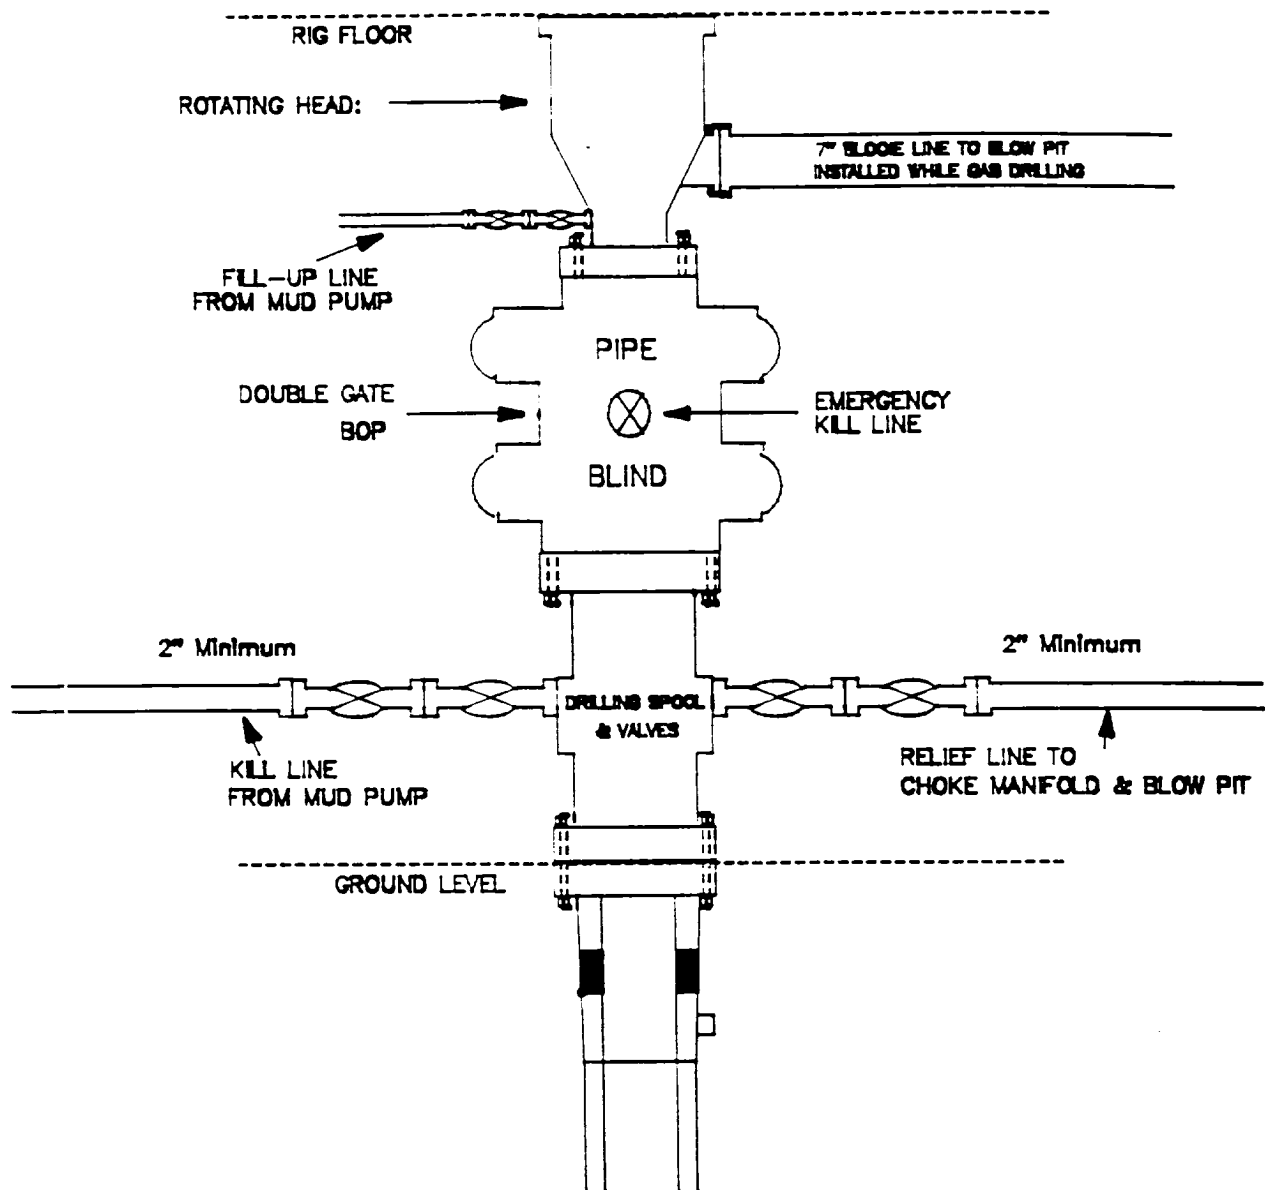 RIG FLOOR
ROTATING HEAD:
7" BLOOIE LINE TO BLOW PIT
INSTALLED WHILE GAS DRILLING
FILL-UP LINE
FROM MUD PUMP
PIPE
DOUBLE GATE
BOP
EMERGENCY
KILL LINE
BLIND
2" Minimum
2" Minimum
DRILLING SPOOL
& VALVES
KILL LINE
FROM MUD PUMP
RELIEF LINE TO
CHOKE MANIFOLD & BLOW PIT
GROUND LEVEL